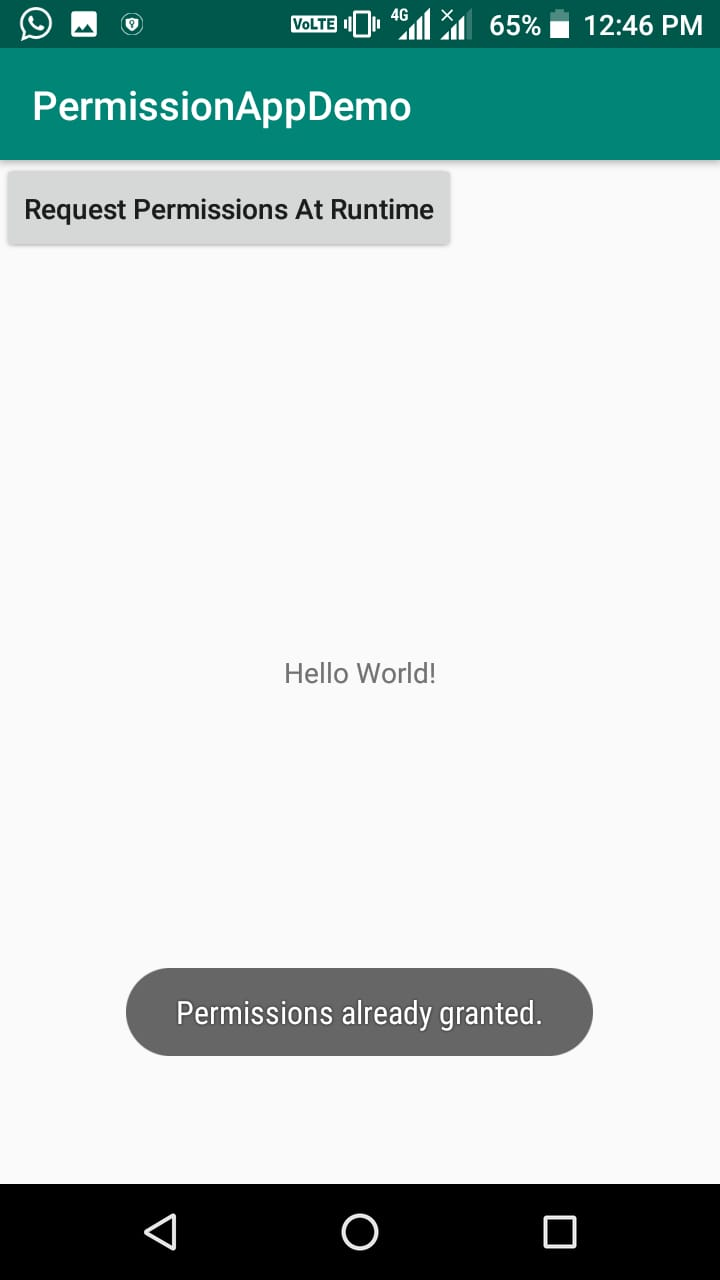 VoLTE 4G 65% 12:46 PM
PermissionAppDemo
Request Permissions At Runtime
Hello World!
Permissions already granted.